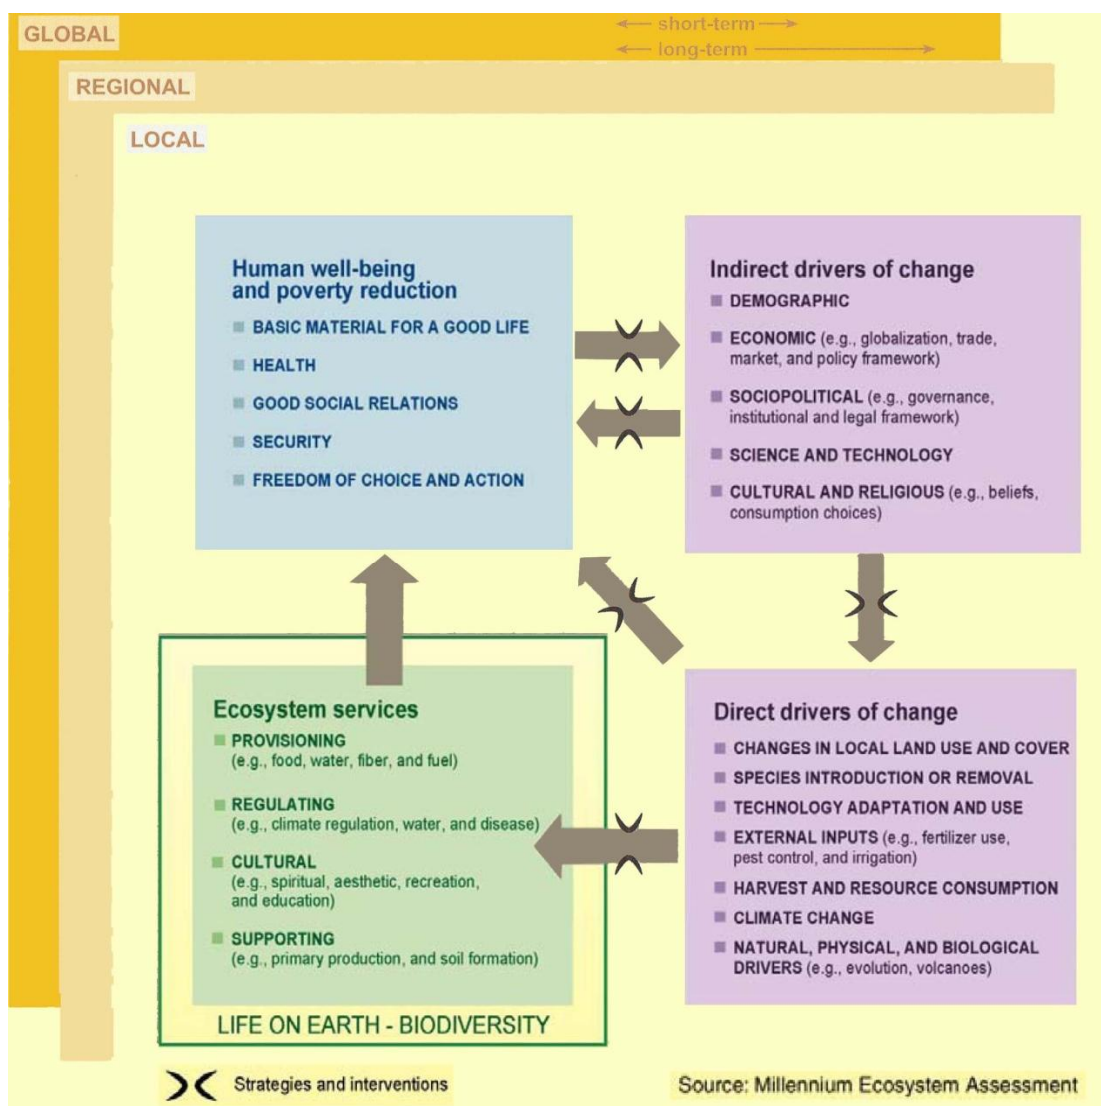 GLOBAL
short-term
long-term
REGIONAL
LOCAL
Human well-being
and poverty reduction
BASIC MATERIAL FOR A GOOD LIFE
HEALTH
GOOD SOCIAL RELATIONS
SECURITY
FREEDOM OF CHOICE AND ACTION
Indirect drivers of change
DEMOGRAPHIC
ECONOMIC (e.g., globalization, trade,
market, and policy framework)
SOCIOPOLITICAL (e.g., governance,
institutional and legal framework)
SCIENCE AND TECHNOLOGY
CULTURAL AND RELIGIOUS (e.g., beliefs,
consumption choices)
Ecosystem services
PROVISIONING
(e.g., food, water, fiber, and fuel)
REGULATING
(e.g., climate regulation, water, and disease)
CULTURAL
(e.g., spiritual, aesthetic, recreation,
and education)
SUPPORTING
(e.g., primary production, and soil formation)
LIFE ON EARTH - BIODIVERSITY
Direct drivers of change
CHANGES IN LOCAL LAND USE AND COVER
SPECIES INTRODUCTION OR REMOVAL
TECHNOLOGY ADAPTATION AND USE
EXTERNAL INPUTS (e.g., fertilizer use,
pest control, and irrigation)
HARVEST AND RESOURCE CONSUMPTION
CLIMATE CHANGE
NATURAL, PHYSICAL, AND BIOLOGICAL
DRIVERS (e.g., evolution, volcanoes)
Strategies and interventions
Source: Millennium Ecosystem Assessment